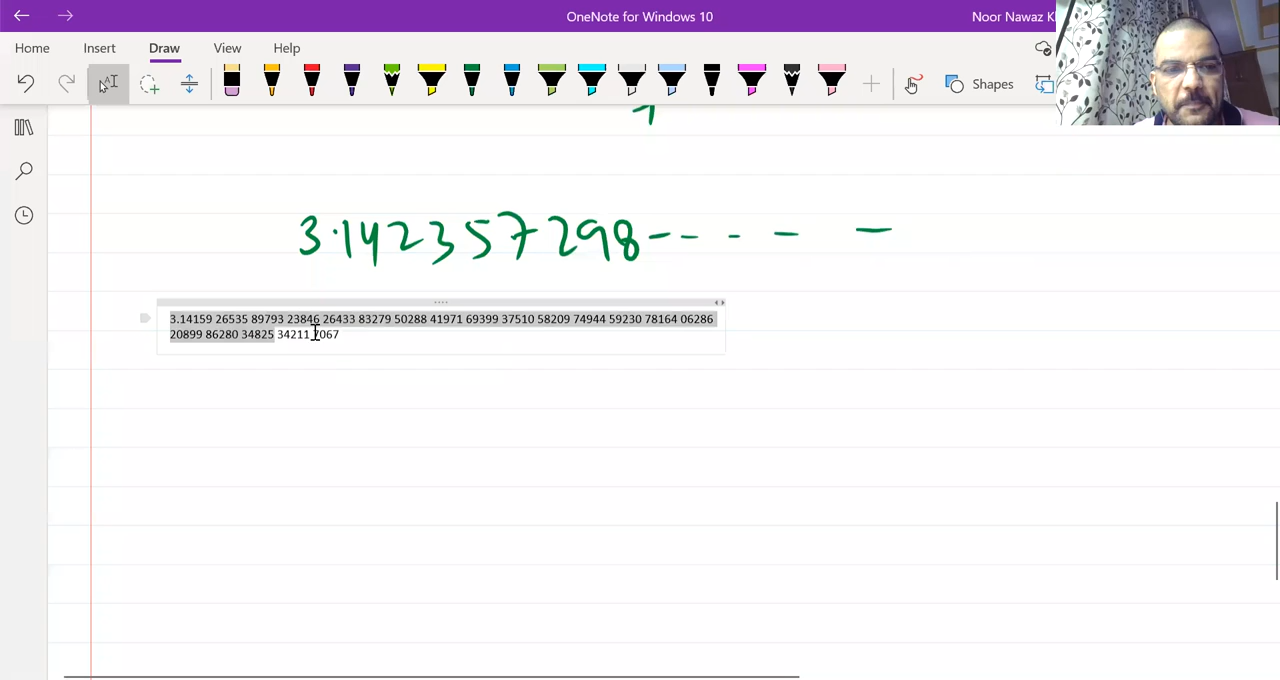 OneNote for Windows 10
Noor Nawaz
Home Insert Draw View Help
Shapes
3.142357298---- -
3.14159 26535 89793 23846 26433 83279 50288 41971 69399 37510 58209 74944 59230 78164 06286
20899 86280 34825 34211 7067